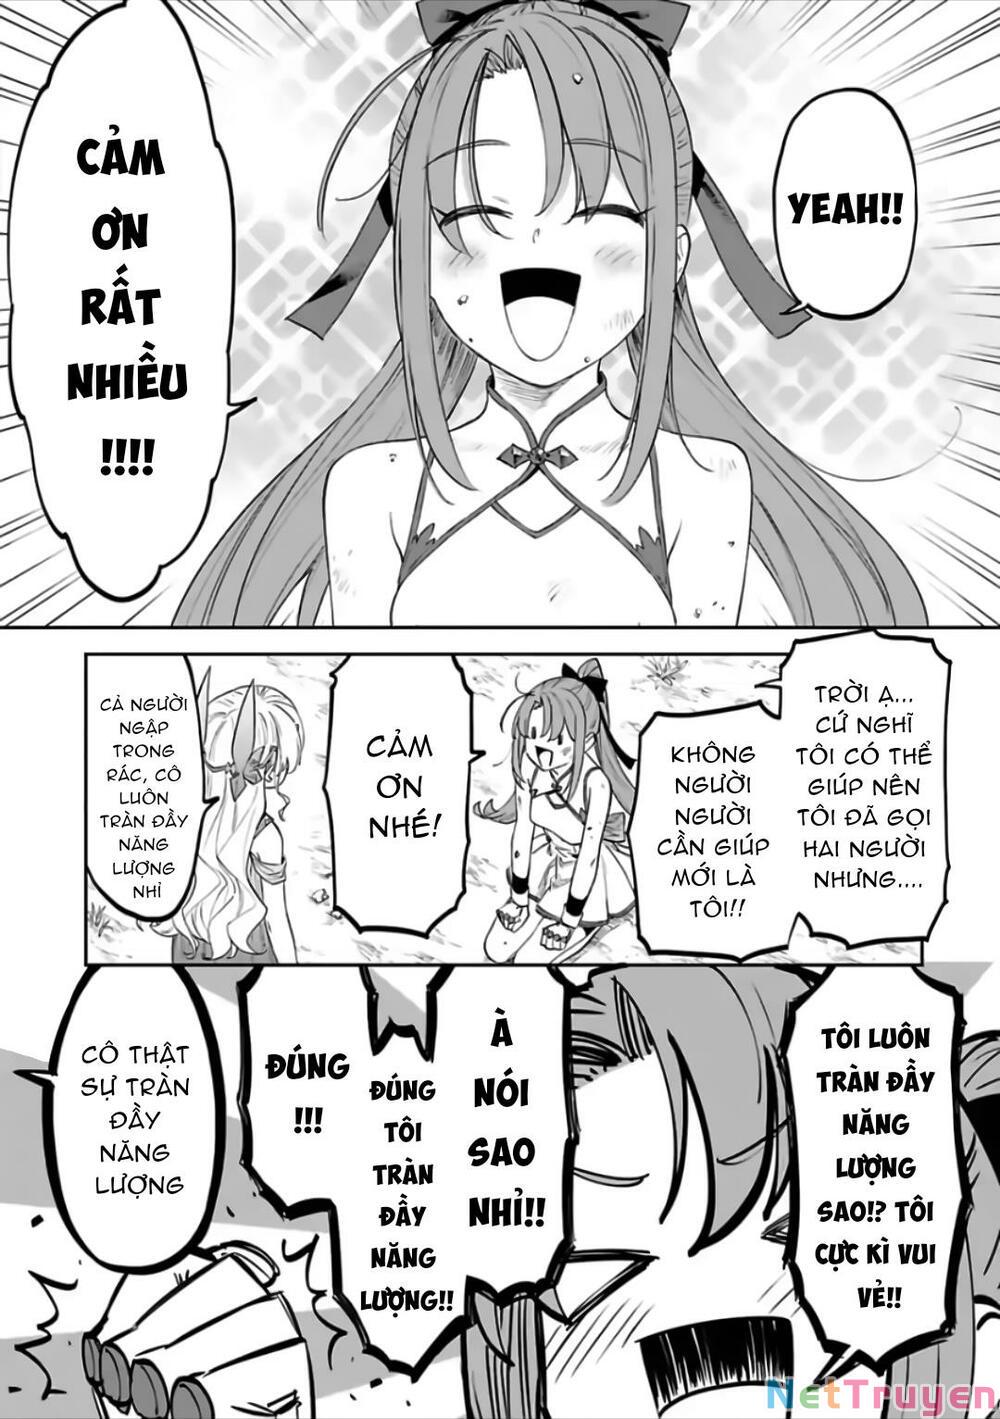 YEAH!!
CẢM
ƠN
RẤT
NHIỀU
!!!!
TRỜI Ạ...
CỨ NGHĨ
TÔI CÓ THỂ
GIÚP NÊN
TÔI ĐÃ GỌI
HAI NGƯỜI
NHƯNG....
KHÔNG
NGƯỜI
NGƯỜI
CẦN GIÚP
MỚI LÀ
TÔI!!
CẢM
ƠN
NHÉ!
CẢ NGƯỜI
NGẬP
TRONG
RÁC, CÔ
LUÔN
TRÀN ĐẦY
NĂNG
LƯỢNG
NHỈ
TÔI LUÔN
TRÀN ĐẦY
NĂNG
LƯỢNG
SAO!? TÔI
CỰC KÌ VUI
VẺ!!
À
NÓI
SAO
NHỈ!!
ĐÚNG
TÔI
TRÀN
ĐẦY
NĂNG
LƯỢNG!!
ĐÚNG
!!!
CÔ THẬT
SỰ TRÀN
ĐẦY
NĂNG
LƯỢNG
NetTruyen